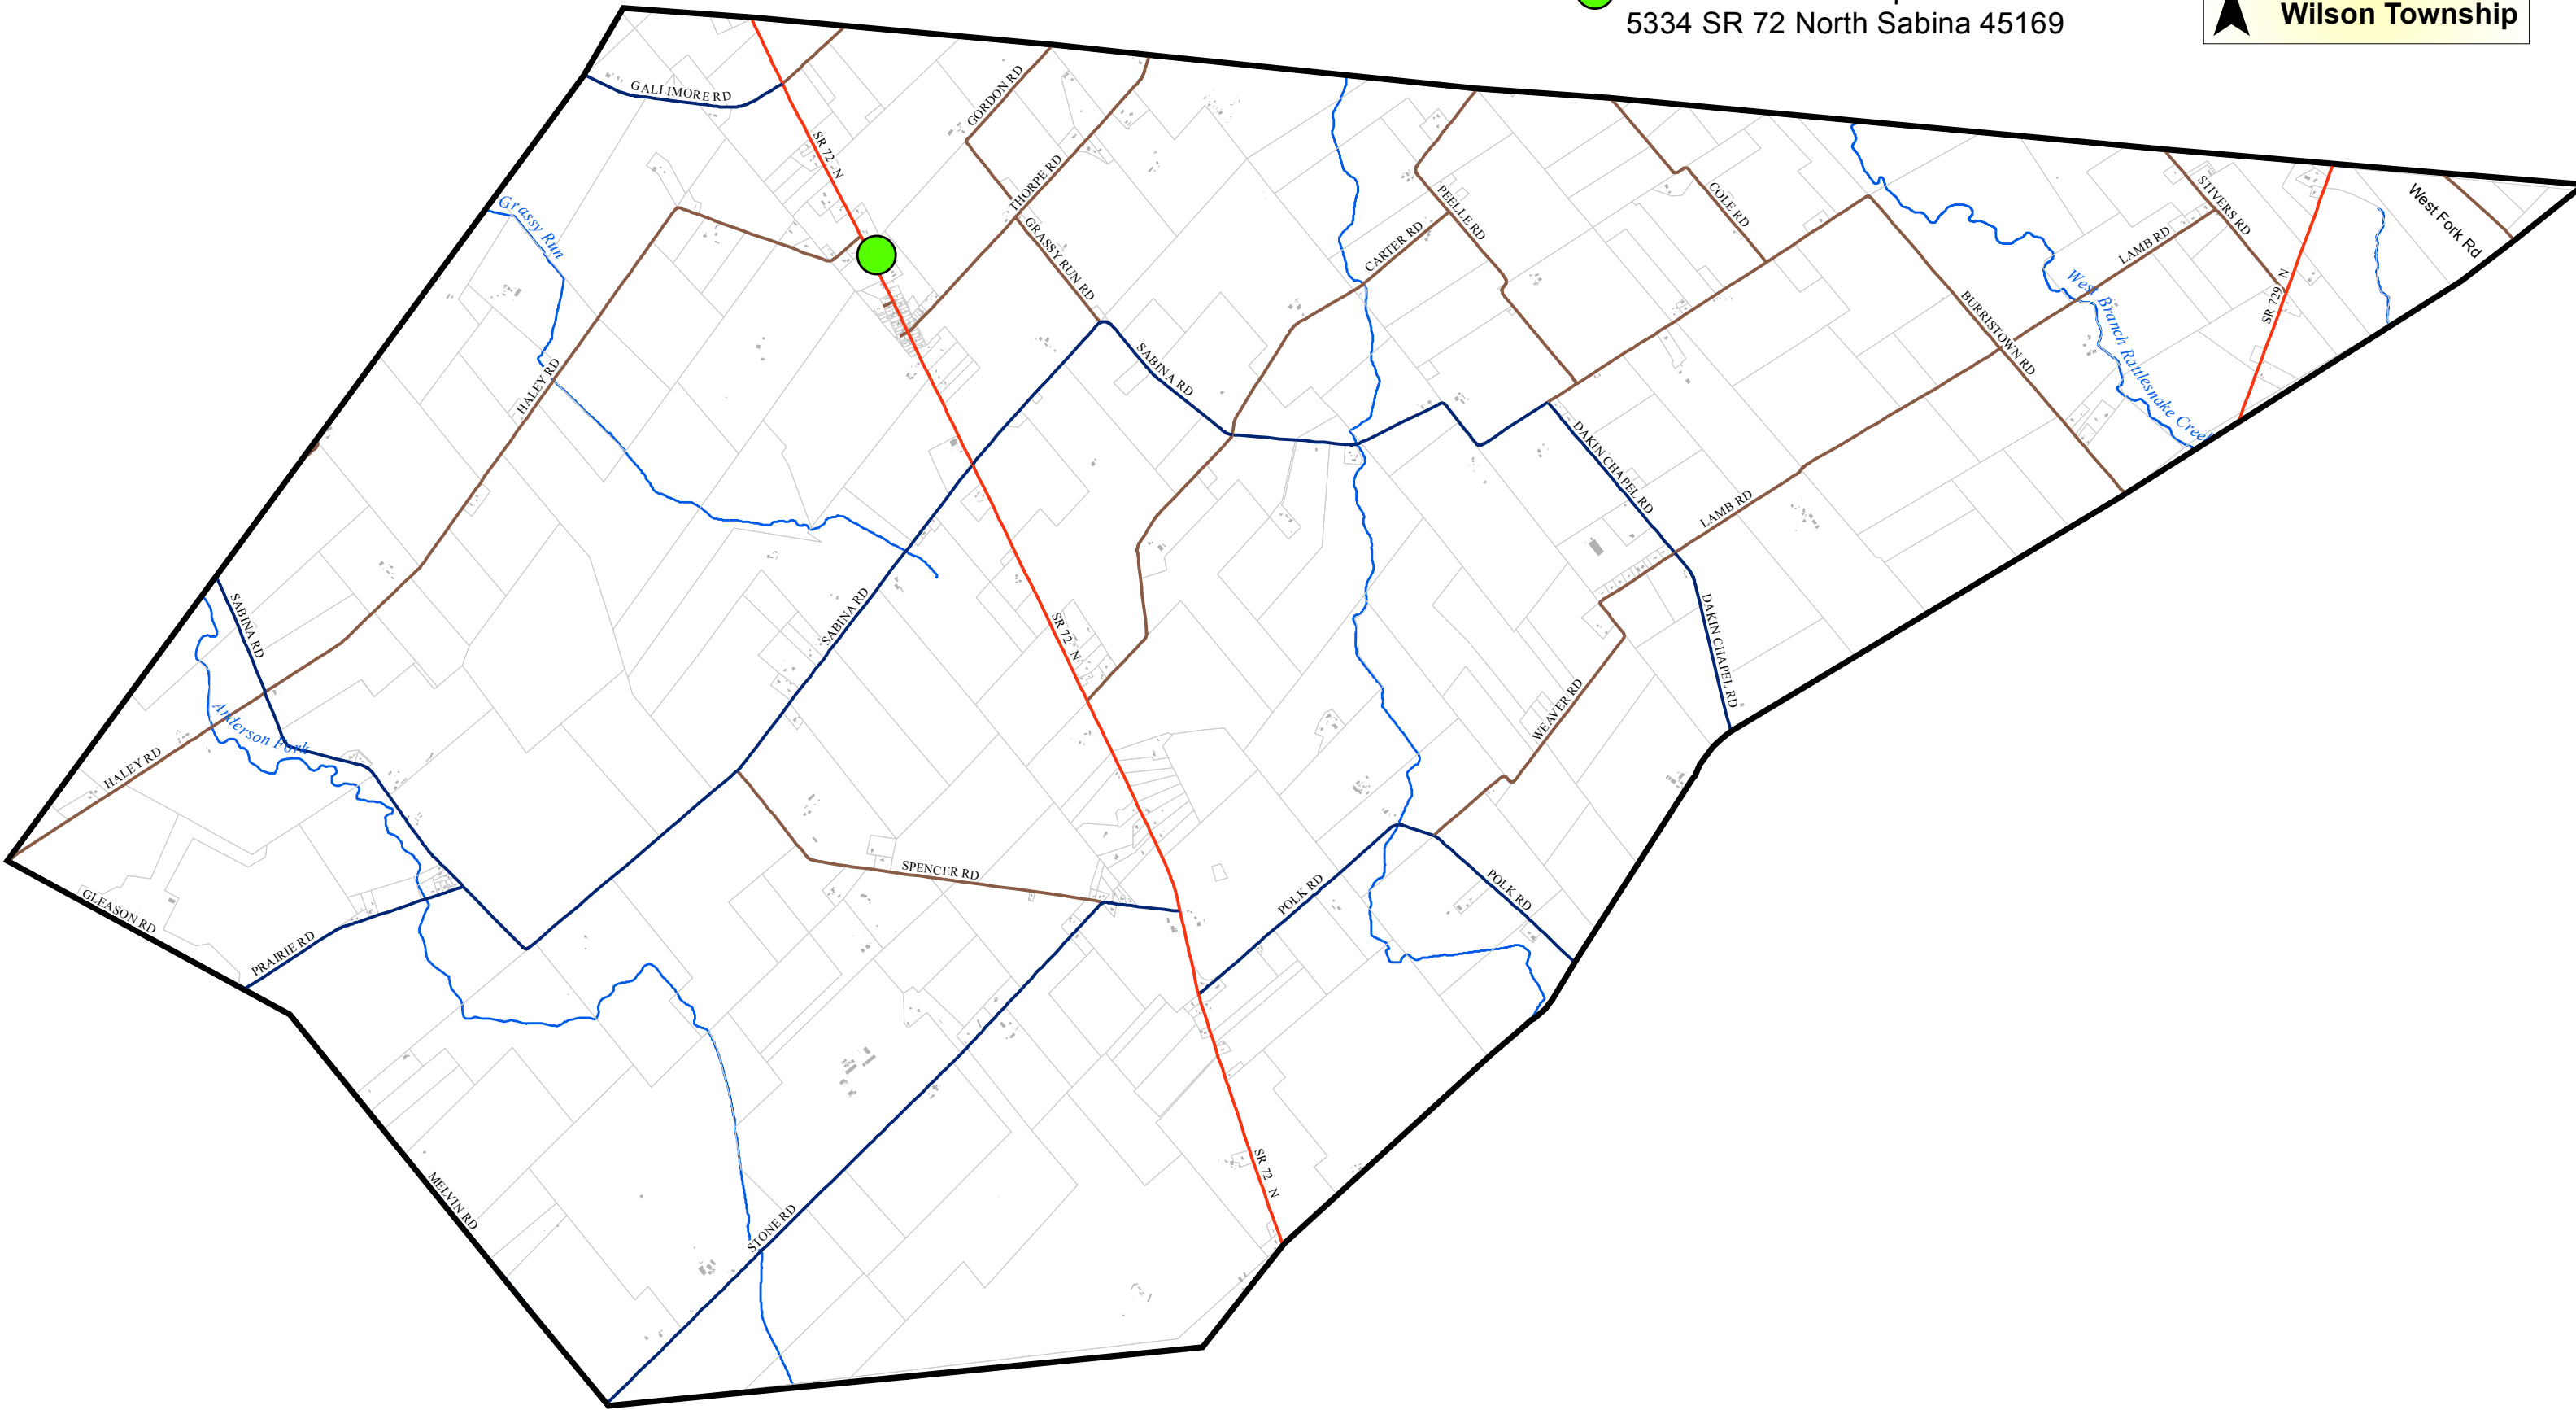 5334 SR 72 North Sabina 45169
Wilson Township
GALLIMORE RD
SR 72 N
GORDON RD
THORPE RD
GRASSY RUN RD
PEELLE RD
CARTER RD
COLE RD
STIVERS RD
LAMB RD
West Fork Rd
SR 729 N
Grassy Run
West Branch Rattlesnake Creek
BURRISTOWN RD
HALEY RD
SABINA RD
DAKIN CHAPEL RD
LAMB RD
SABINA RD
SABINA RD
SR 72 N
DAKIN CHAPEL RD
WEAVER RD
Anderson Fork
HALEY RD
SPENCER RD
POLK RD
POLK RD
GLEASON RD
PRAIRIE RD
MELVIN RD
STONE RD
SR 72 N